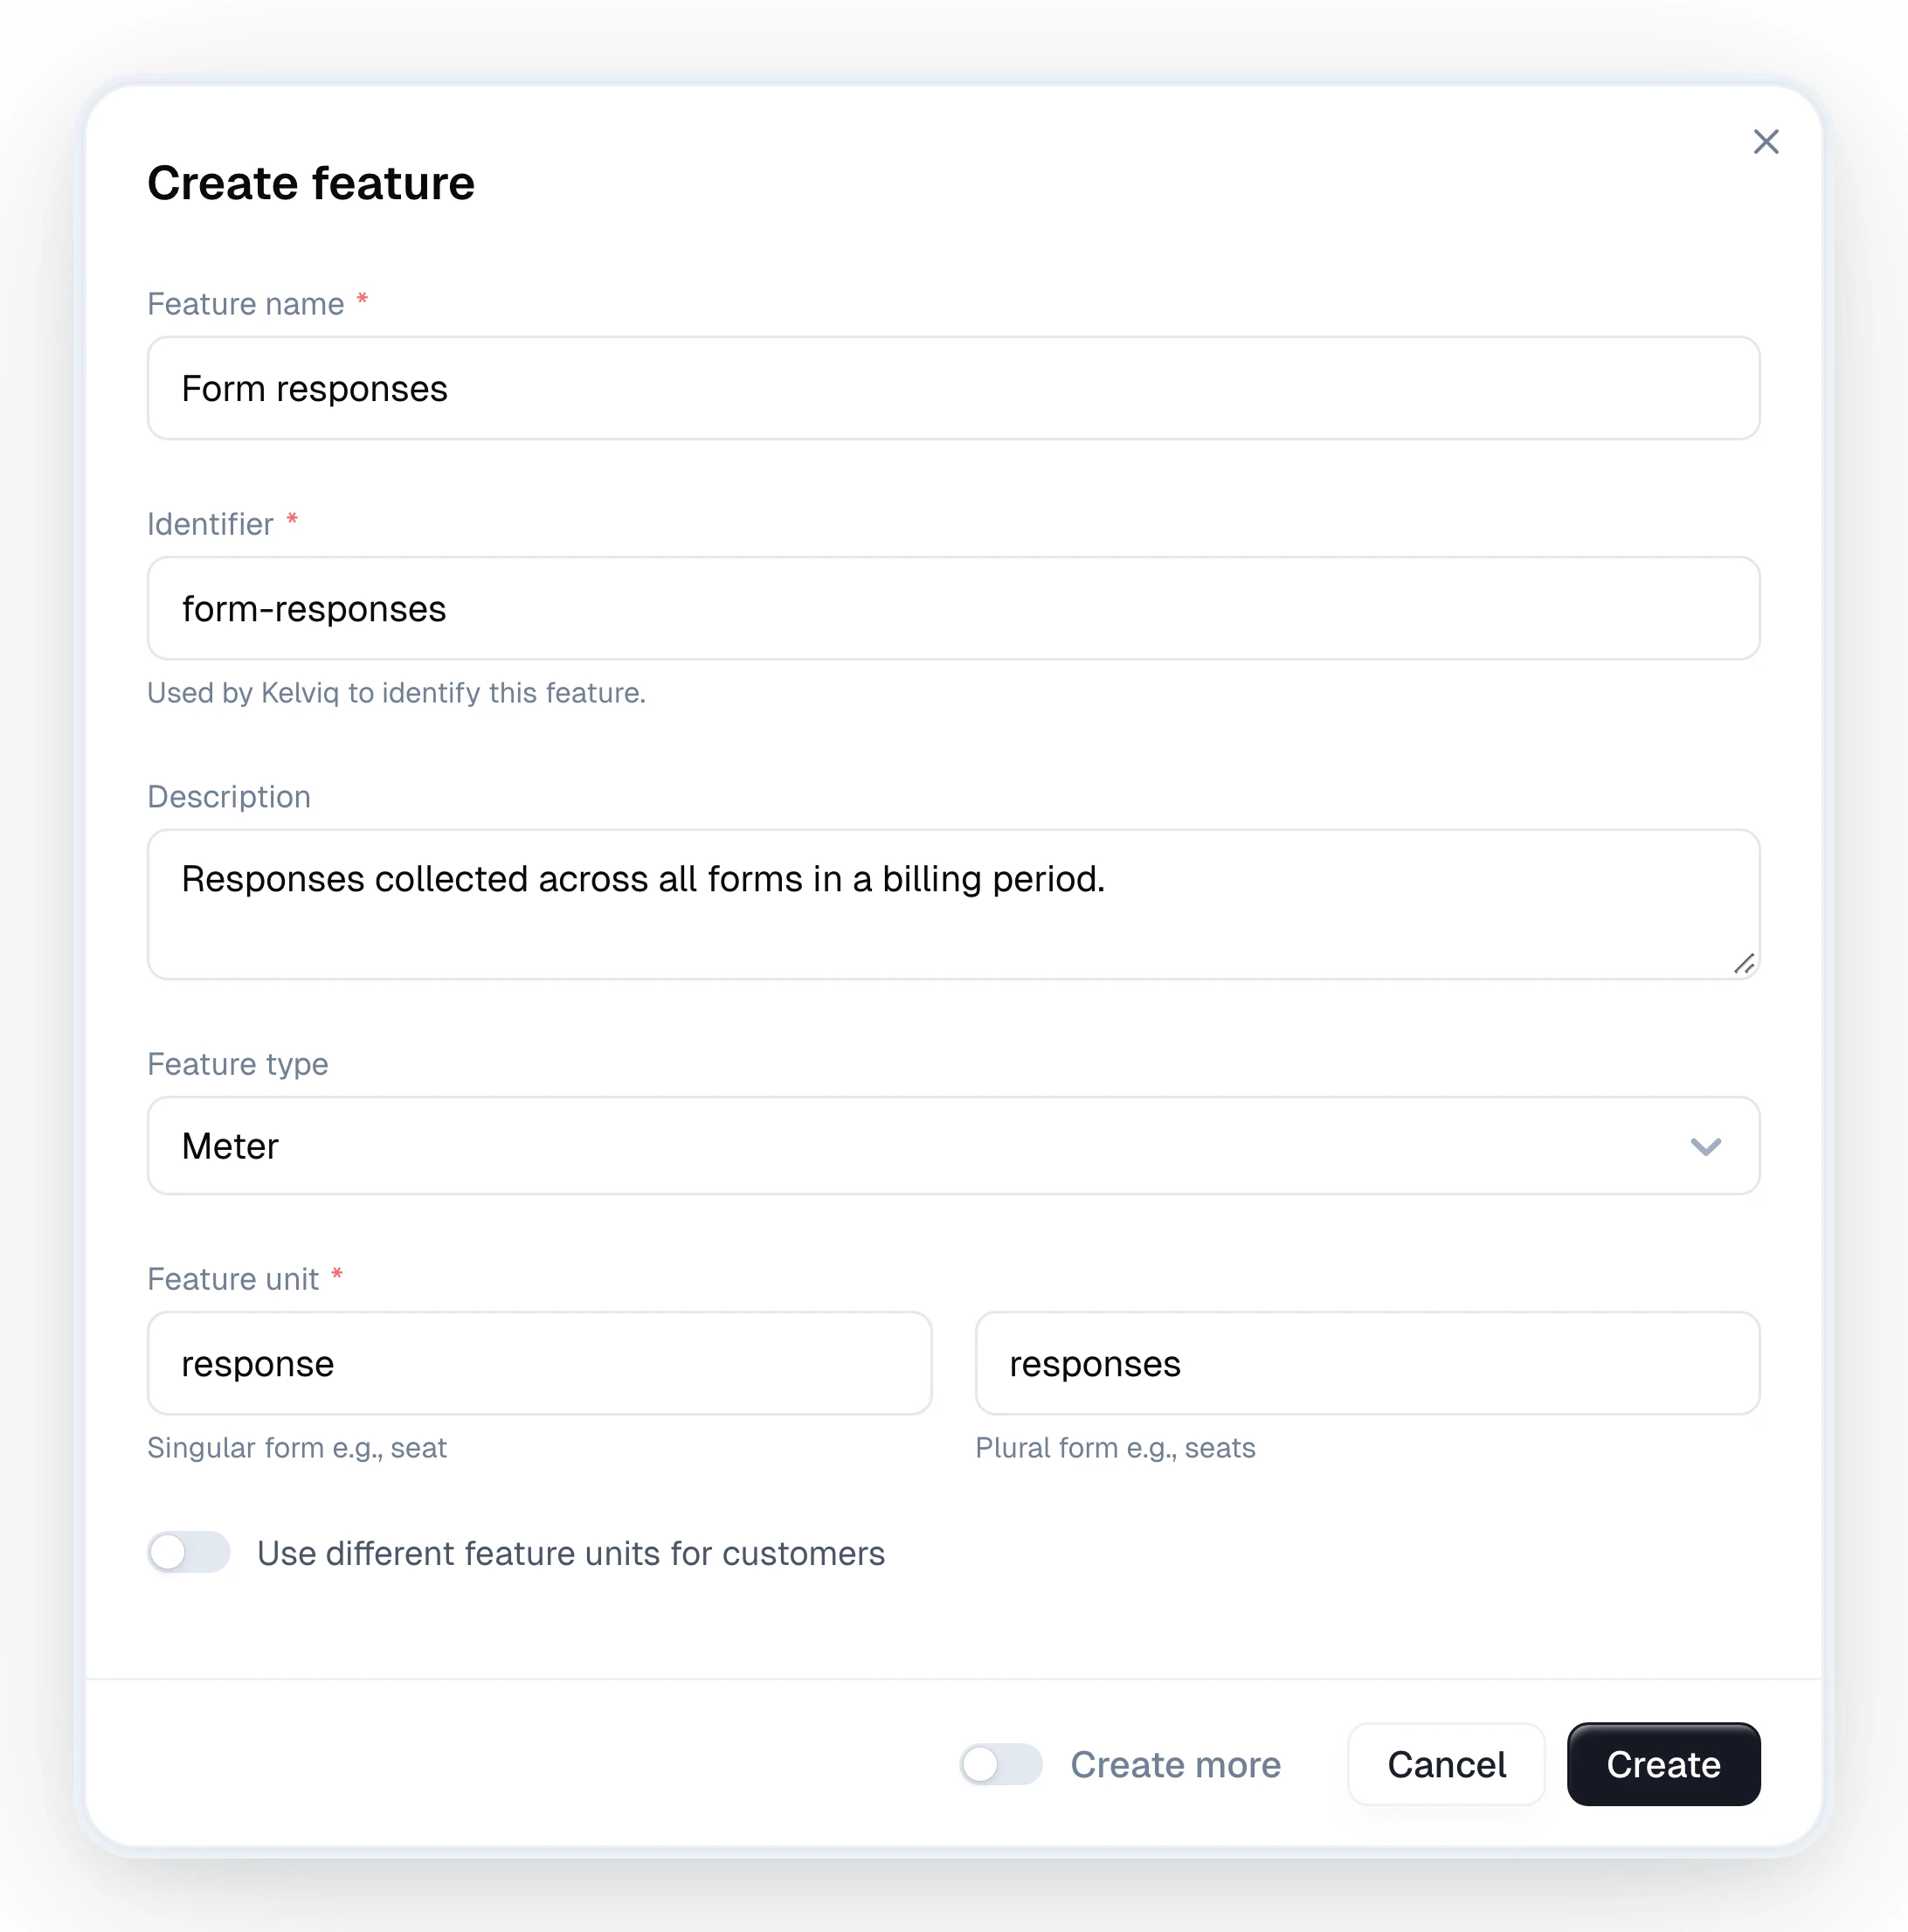 Create feature
Feature name *
Form responses
Identifier *
form-responses
Used by Kelviq to identify this feature.
Description
Responses collected across all forms in a billing period.
Feature type
Meter
Feature unit *
response
responses
Singular form e.g., seat
Plural form e.g., seats
Use different feature units for customers
Create more
Cancel
Create